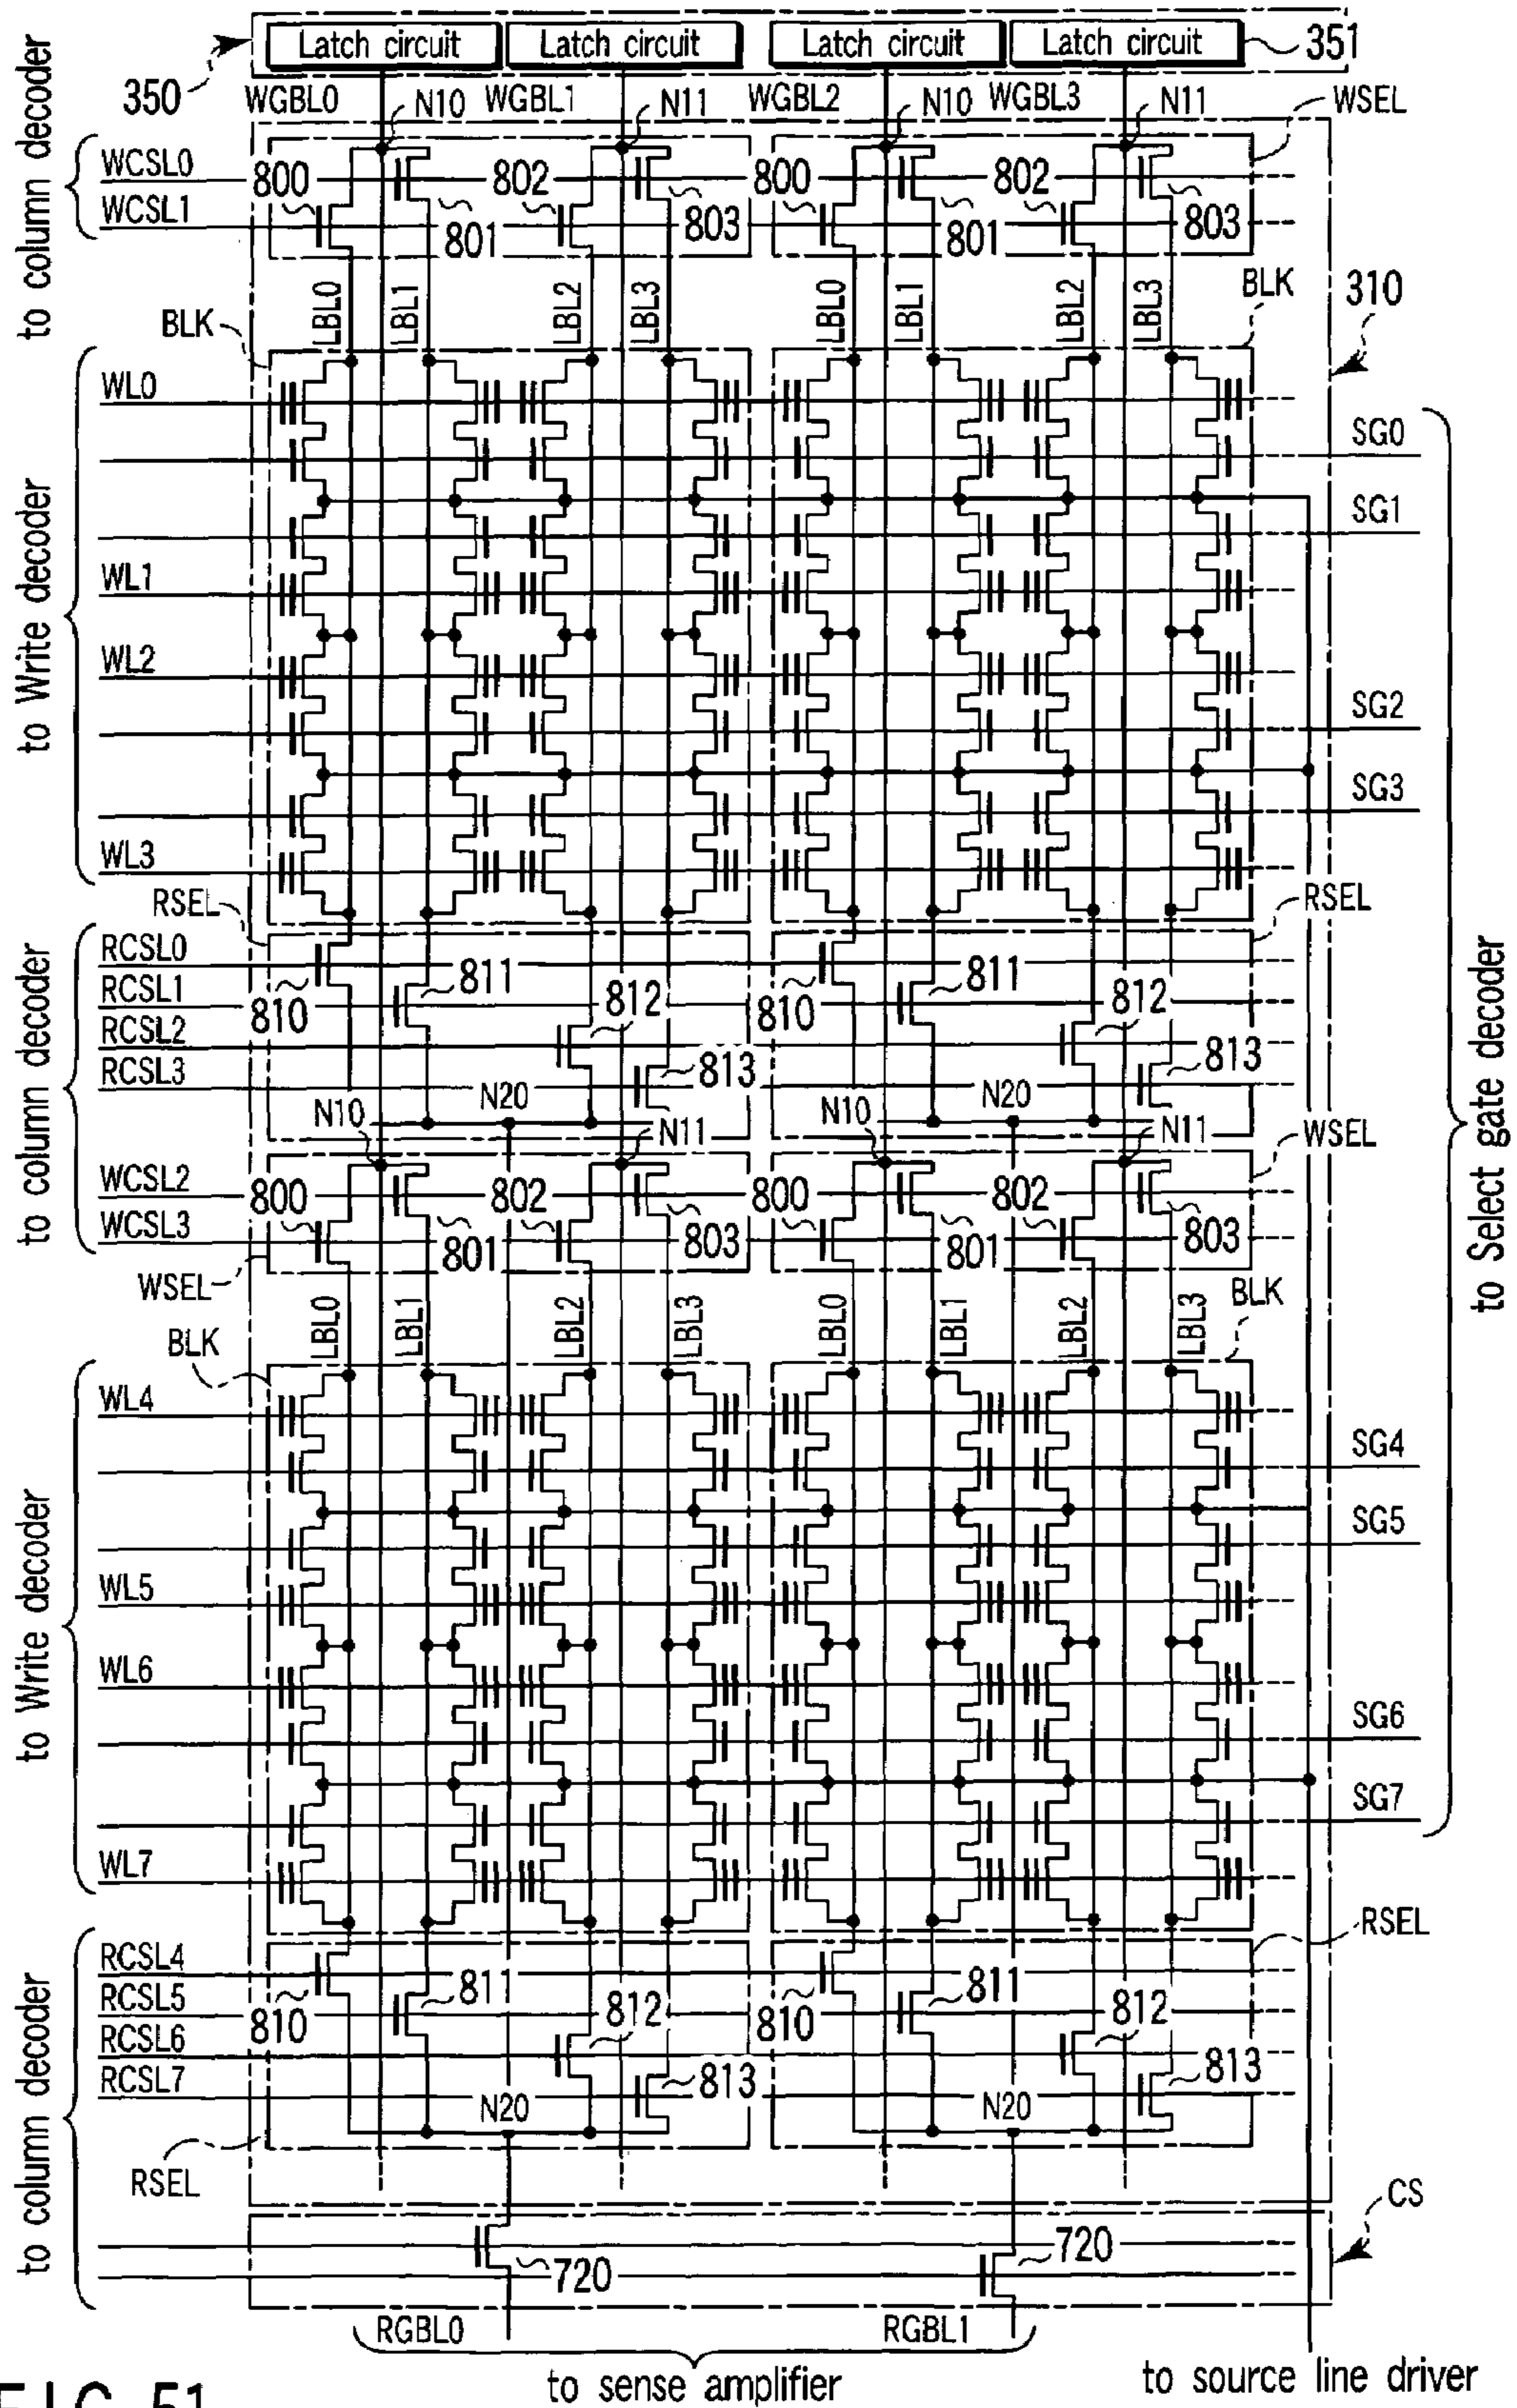 Latch circuit Latch circuit Latch circuit Latch circuit 351
350 WGBL0 N10 WGBL1 N11 WGBL2 N10 WGBL3 N11 WSEL
to column decoder
WCSL0 800 802 800 802
WCSL1 801 803 801 803
LBL0 LBL1 LBL2 LBL3 LBL0 LBL1 LBL2 LBL3
BLK BLK 310
to Write decoder
WL0
SG0
SG1
WL1
WL2
SG2
SG3
WL3
to Select gate decoder
RSEL RSEL
to column decoder
RCSL0 811 811
RCSL1 810 812 810 812
RCSL2
RCSL3 813 813
N10 N20 N11 N10 N20 N11 WSEL
WCSL2 800 802 800 802
WCSL3 801 803 801 803
WSEL
LBL0 LBL1 LBL2 LBL3 LBL0 LBL1 LBL2 LBL3
BLK BLK
to Write decoder
WL4
SG4
SG5
WL5
WL6
SG6
SG7
WL7
RSEL
to column decoder
RCSL4 811 811
RCSL5 810 812 810 812
RCSL6
RCSL7 813 813
N20 N20
RSEL
CS
720 720
RGBL0 RGBL1
to sense amplifier to source line driver
FIG. 51